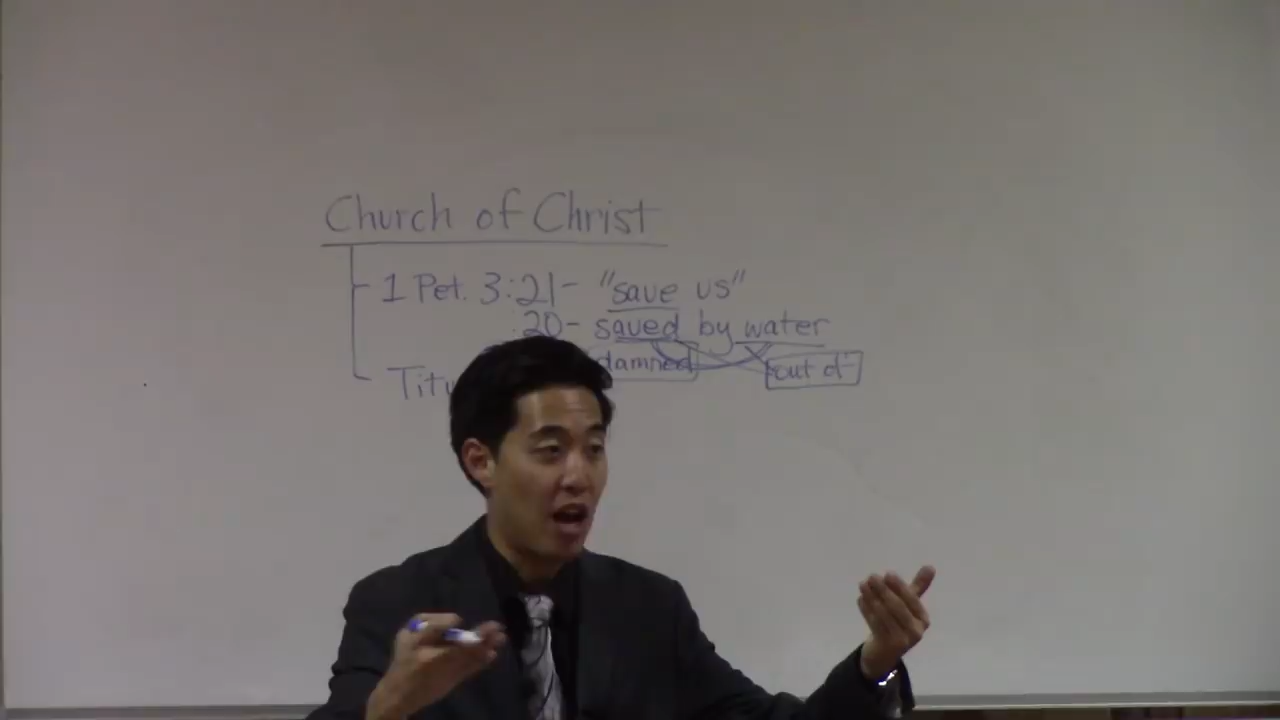 Church of Christ
1 Pet. 3:21- "save us"
:20- saved by water
damned out of